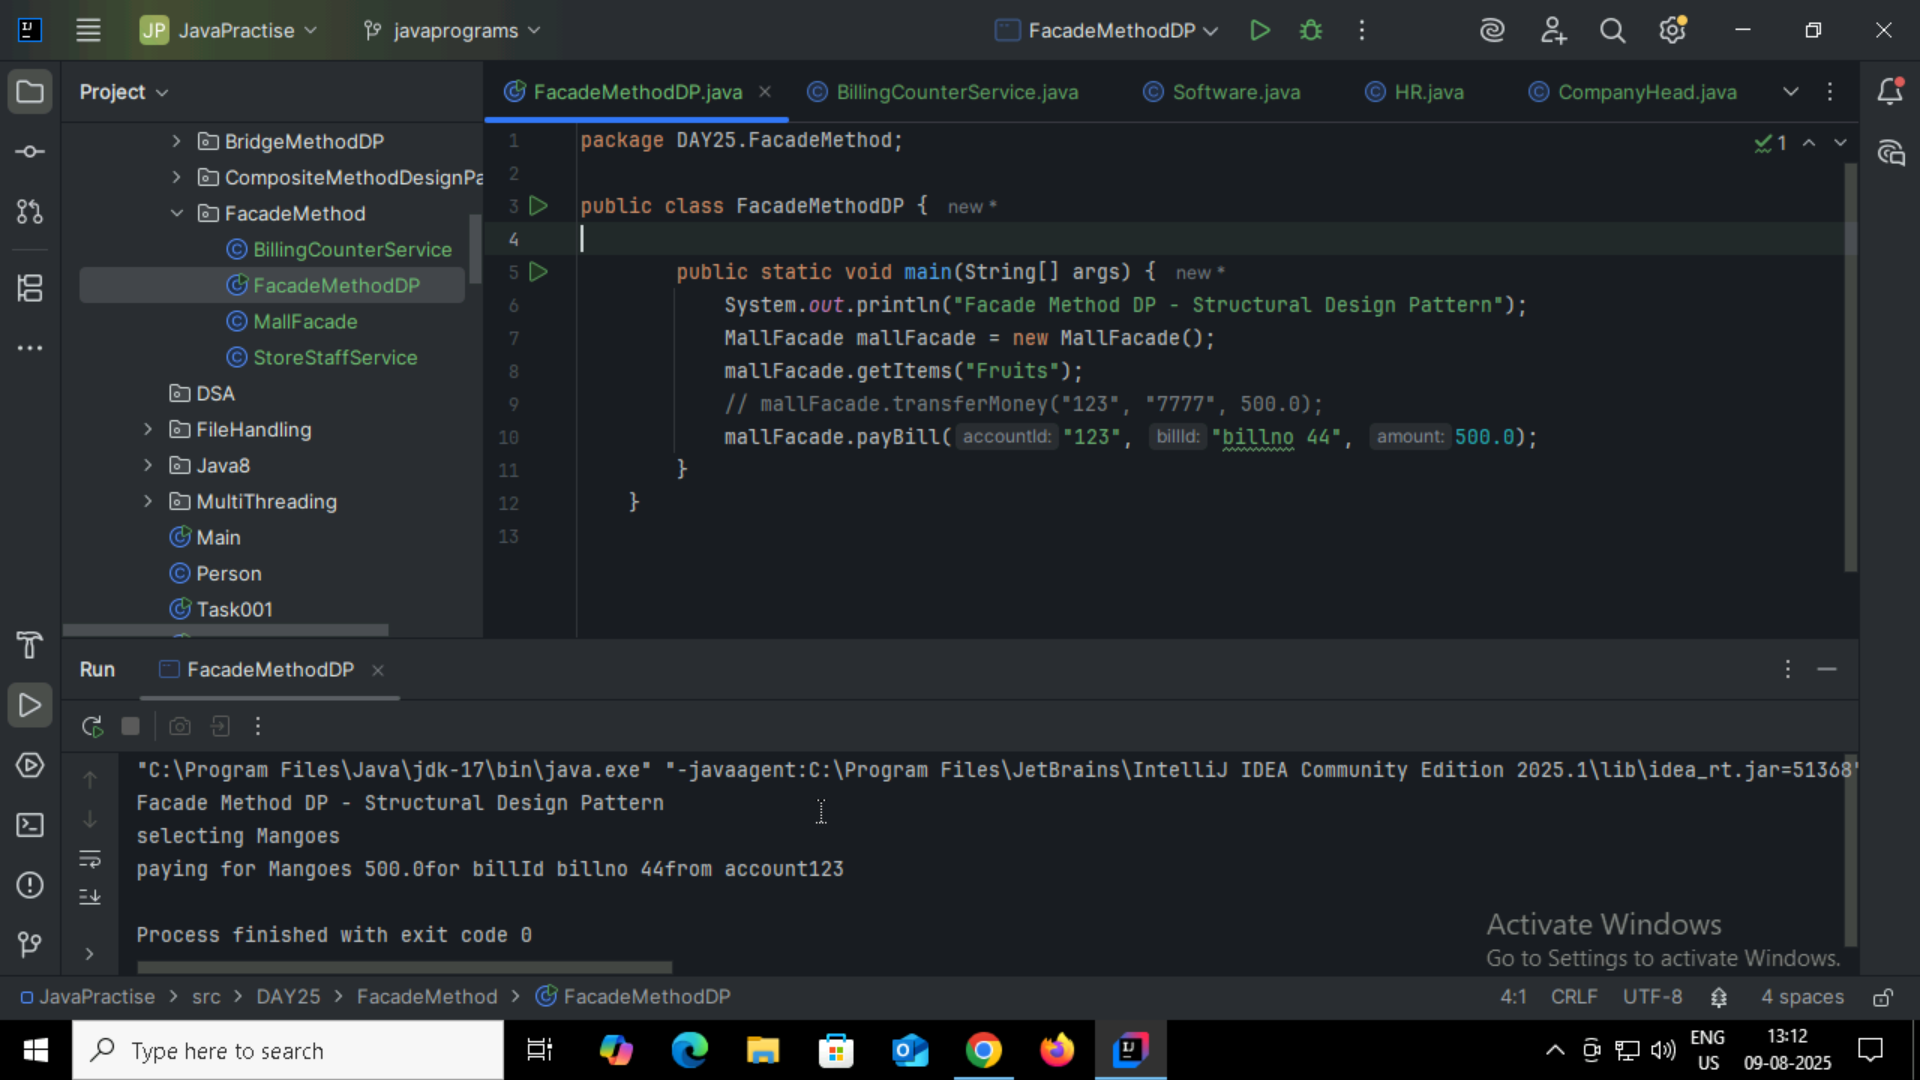 JP JavaPractise javaprograms FacadeMethodDP
Project
FacadeMethodDP.java BillingCounterService.java Software.java HR.java CompanyHead.java
BridgeMethodDP
CompositeMethodDesignPa
FacadeMethod
BillingCounterService
FacadeMethodDP
MallFacade
StoreStaffService
DSA
FileHandling
Java8
MultiThreading
Main
Person
Task001
1 package DAY25.FacadeMethod;
1
2
3 public class FacadeMethodDP { new *
4
5 public static void main(String[] args) { new *
6 System.out.println("Facade Method DP - Structural Design Pattern");
7 MallFacade mallFacade = new MallFacade();
8 mallFacade.getItems("Fruits");
9 // mallFacade.transferMoney("123", "7777", 500.0);
10 mallFacade.payBill( accountId: "123", billId: "billno 44", amount: 500.0);
11 }
12 }
13
Run FacadeMethodDP
"C:\Program Files\Java\jdk-17\bin\java.exe" "-javaagent:C:\Program Files\JetBrains\IntelliJ IDEA Community Edition 2025.1\lib\idea_rt.jar=51368"
Facade Method DP - Structural Design Pattern
selecting Mangoes
paying for Mangoes 500.0for billId billno 44from account123
Process finished with exit code 0
Activate Windows
Go to Settings to activate Windows.
JavaPractise > src > DAY25 > FacadeMethod > FacadeMethodDP
4:1 CRLF UTF-8 4 spaces
Type here to search
ENG
US
13:12
09-08-2025